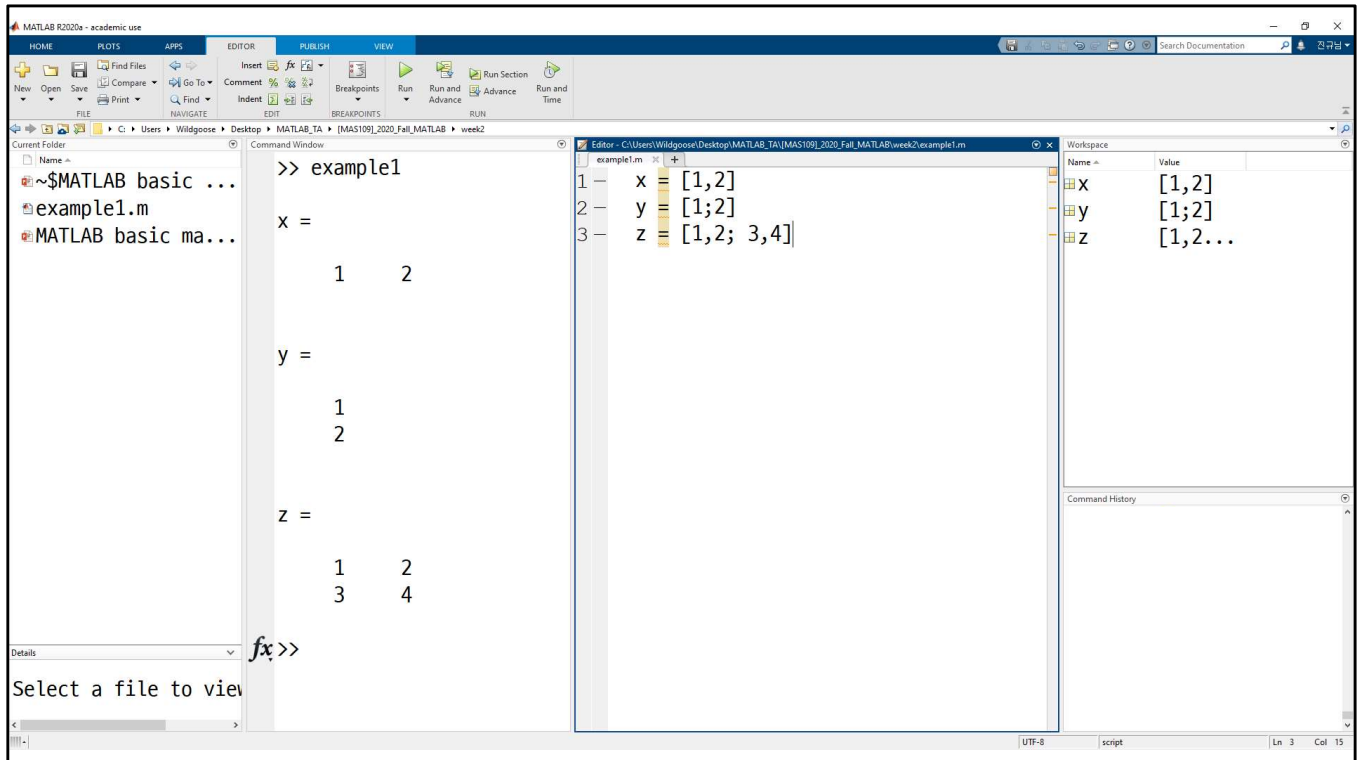 MATLAB R2020a - academic use
HOME PLOTS APPS EDITOR PUBLISH VIEW
Search Documentation 진규님
New Open Save Find Files Compare Print
FILE
Go To Find
NAVIGATE
Insert fx
Comment %
Indent
EDIT
Breakpoints
BREAKPOINTS
Run Run and Advance Run Section Advance Run and Time
RUN
C: Users Wildgoose Desktop MATLAB_TA [MAS109]_2020_Fall_MATLAB week2
Current Folder
Name
~$MATLAB basic ...
example1.m
MATLAB basic ma...
Details
Select a file to view
Command Window
>> example1
x =
1 2
y =
1
2
z =
1 2
3 4
fx >>
Editor - C:\Users\Wildgoose\Desktop\MATLAB_TA\[MAS109]_2020_Fall_MATLAB\week2\example1.m
example1.m +
1 - x = [1,2]
2 - y = [1;2]
3 - z = [1,2; 3,4]
Workspace
Name Value
x [1,2]
y [1;2]
z [1,2...
Command History
UTF-8 script Ln 3 Col 15